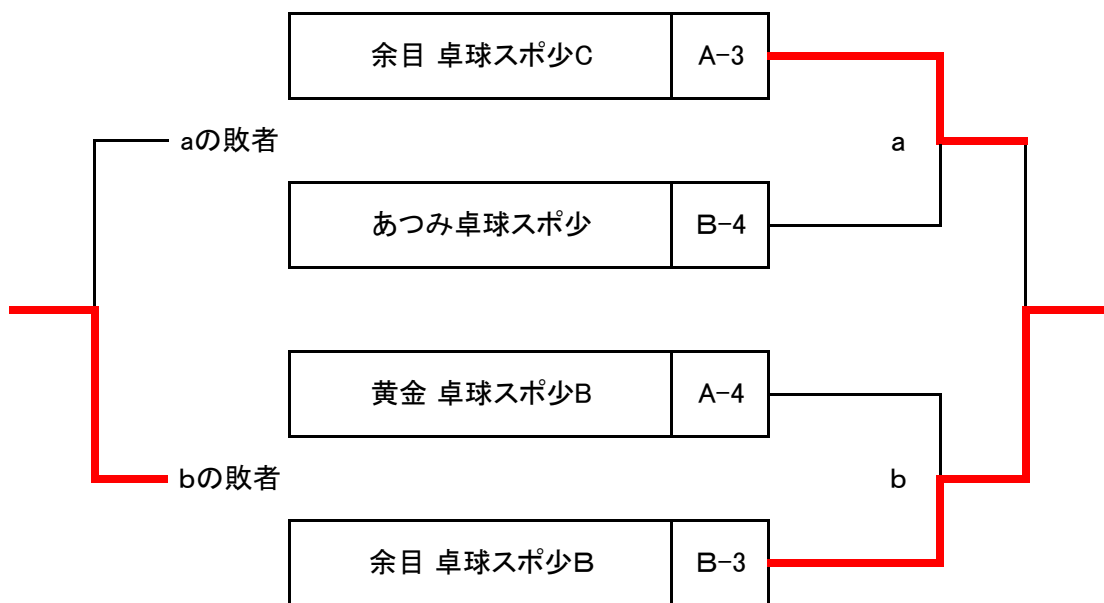 余目 卓球スポ少C A-3
aの敗者 a
あつみ卓球スポ少 B-4
黄金 卓球スポ少B A-4
bの敗者 b
余目 卓球スポ少B B-3